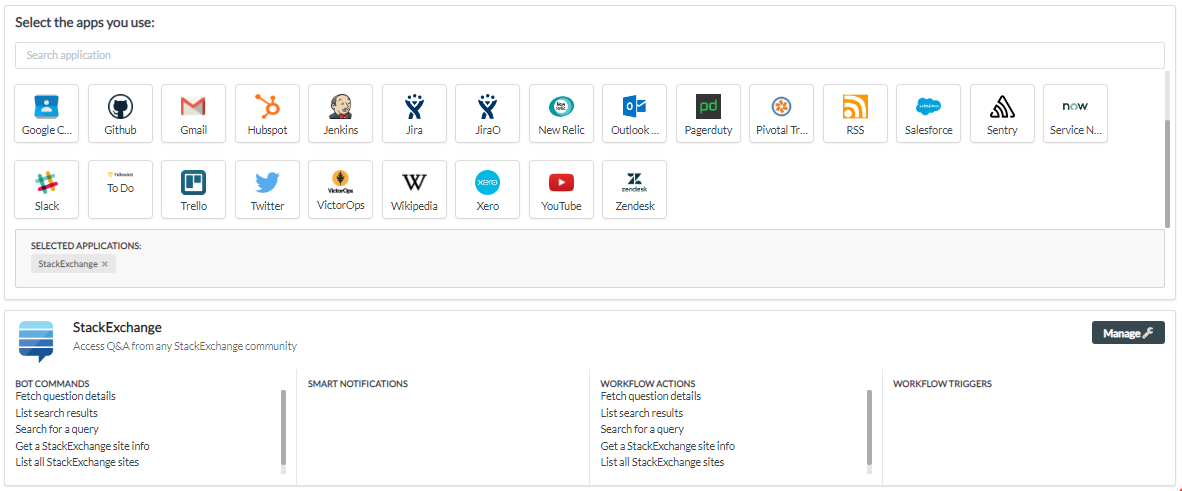 Select the apps you use:
Search application
Google C...
Github
Gmail
Hubspot
Jenkins
Jira
JiraO
New Relic
Outlook ...
Pagerduty
Pivotal Tr...
RSS
Salesforce
Sentry
now
Service N...
Slack
To Do
Trello
Twitter
VictorOps
VictorOps
Wikipedia
xero
Xero
YouTube
zendesk
Zendesk
SELECTED APPLICATIONS:
StackExchange ×
StackExchange
Access Q&A from any StackExchange community
Manage
BOT COMMANDS
Fetch question details
List search results
Search for a query
Get a StackExchange site info
List all StackExchange sites
SMART NOTIFICATIONS
WORKFLOW ACTIONS
Fetch question details
List search results
Search for a query
Get a StackExchange site info
List all StackExchange sites
WORKFLOW TRIGGERS